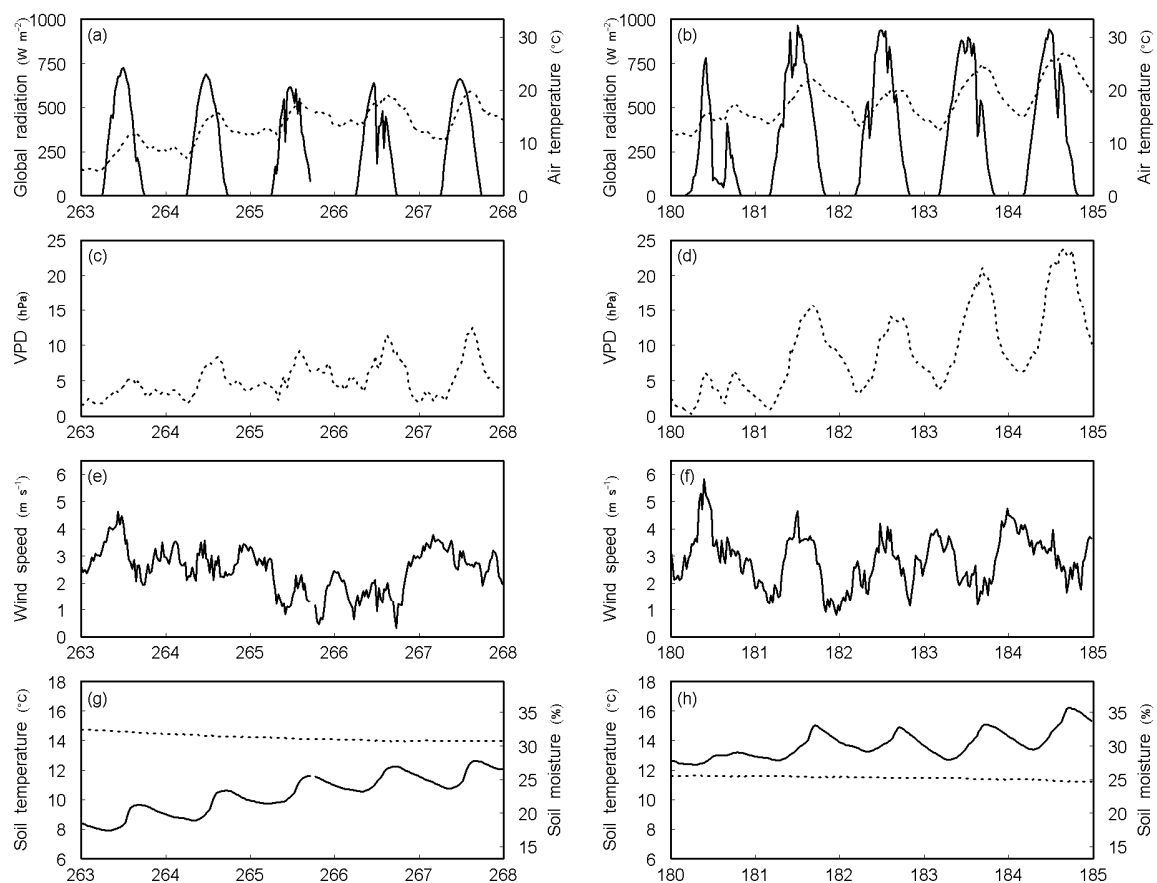 (a)
1000
750
500
250
0
Global radiation (W m⁻²)
30
20
10
0
Air temperature (°C)
263 264 265 266 267 268
(b)
1000
750
500
250
0
Global radiation (W m⁻²)
30
20
10
0
Air temperature (°C)
180 181 182 183 184 185
(c)
25
20
15
10
5
0
VPD (hPa)
263 264 265 266 267 268
(d)
25
20
15
10
5
0
VPD (hPa)
180 181 182 183 184 185
(e)
6
5
4
3
2
1
0
Wind speed (m s⁻¹)
263 264 265 266 267 268
(f)
6
5
4
3
2
1
0
Wind speed (m s⁻¹)
180 181 182 183 184 185
(g)
18
16
14
12
10
8
6
Soil temperature (°C)
35
30
25
20
15
Soil moisture (%)
263 264 265 266 267 268
(h)
18
16
14
12
10
8
6
Soil temperature (°C)
35
30
25
20
15
Soil moisture (%)
180 181 182 183 184 185